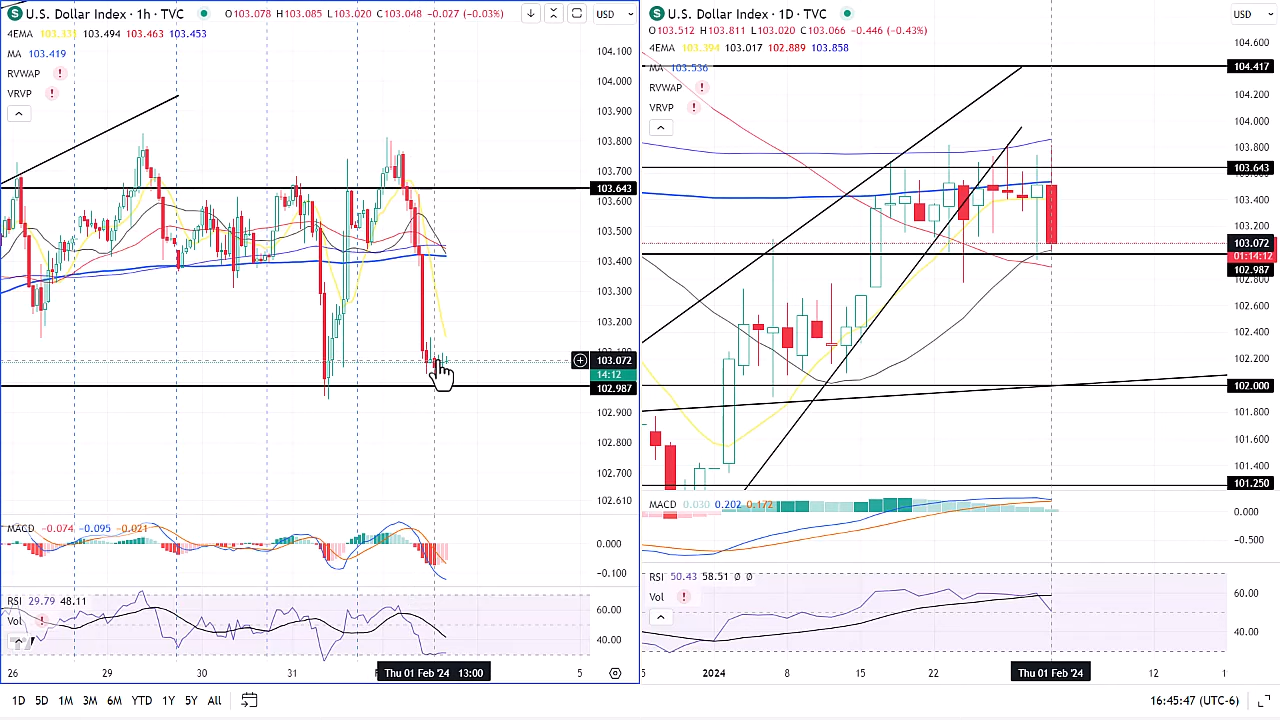 U.S. Dollar Index · 1h · TVC
O103.078 H103.085 L103.020 C103.048 −0.027 (−0.03%)
USD
4EMA 103.494 103.463 103.453
MA 103.419
RVWAP !
VRVP !
104.100
104.000
103.900
103.800
103.700
103.643
103.600
103.500
103.400
103.300
103.200
103.072
14:12
102.987
102.900
102.800
102.700
102.610
MACD −0.074 −0.095 −0.021
0.000
−0.100
RSI 29.79 48.11
Vol !
60.00
40.00
26 29 30 31 Thu 01 Feb '24 13:00 5
U.S. Dollar Index · 1D · TVC
O103.512 H103.811 L103.020 C103.066 −0.446 (−0.43%)
USD
4EMA 103.394 103.017 102.889 103.858
MA 103.536
RVWAP !
VRVP !
104.600
104.417
104.200
104.000
103.800
103.643
103.400
103.200
103.072
01:14:12
102.987
102.600
102.400
102.200
102.000
101.800
101.600
101.400
101.250
MACD 0.030 0.202 0.172
0.000
−0.500
RSI 50.43 58.51 Ø Ø
Vol !
60.00
40.00
5 2024 8 15 22 Thu 01 Feb '24 12 1
1D 5D 1M 3M 6M YTD 1Y 5Y All
16:45:47 (UTC-6)